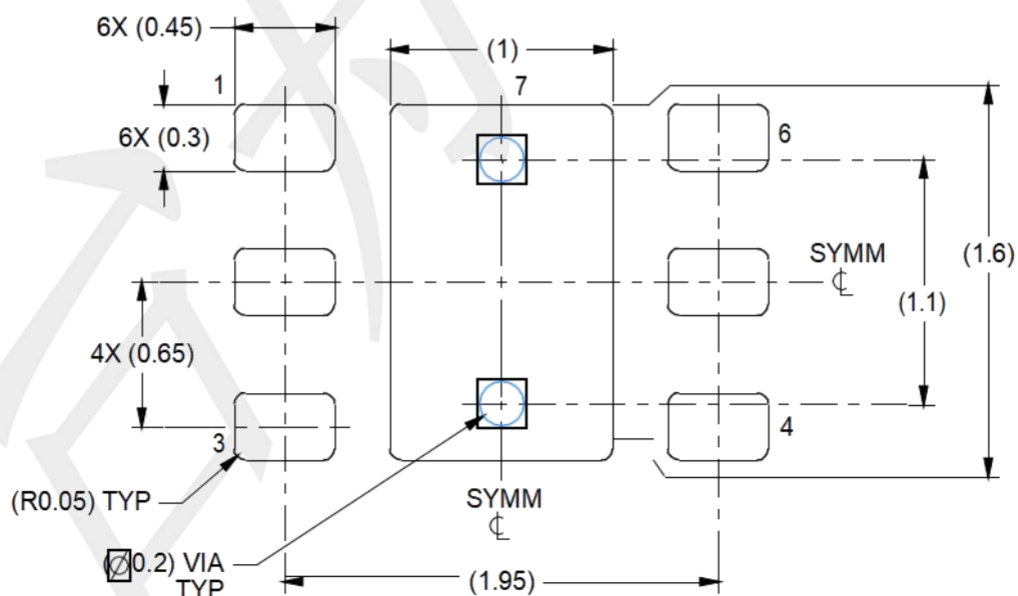 6X (0.45)
(1)
1
7
6X (0.3)
6
(1.6)
SYMM
℄
(1.1)
4X (0.65)
3
4
(R0.05) TYP
SYMM
℄
(⌀0.2) VIA
TYP
(1.95)